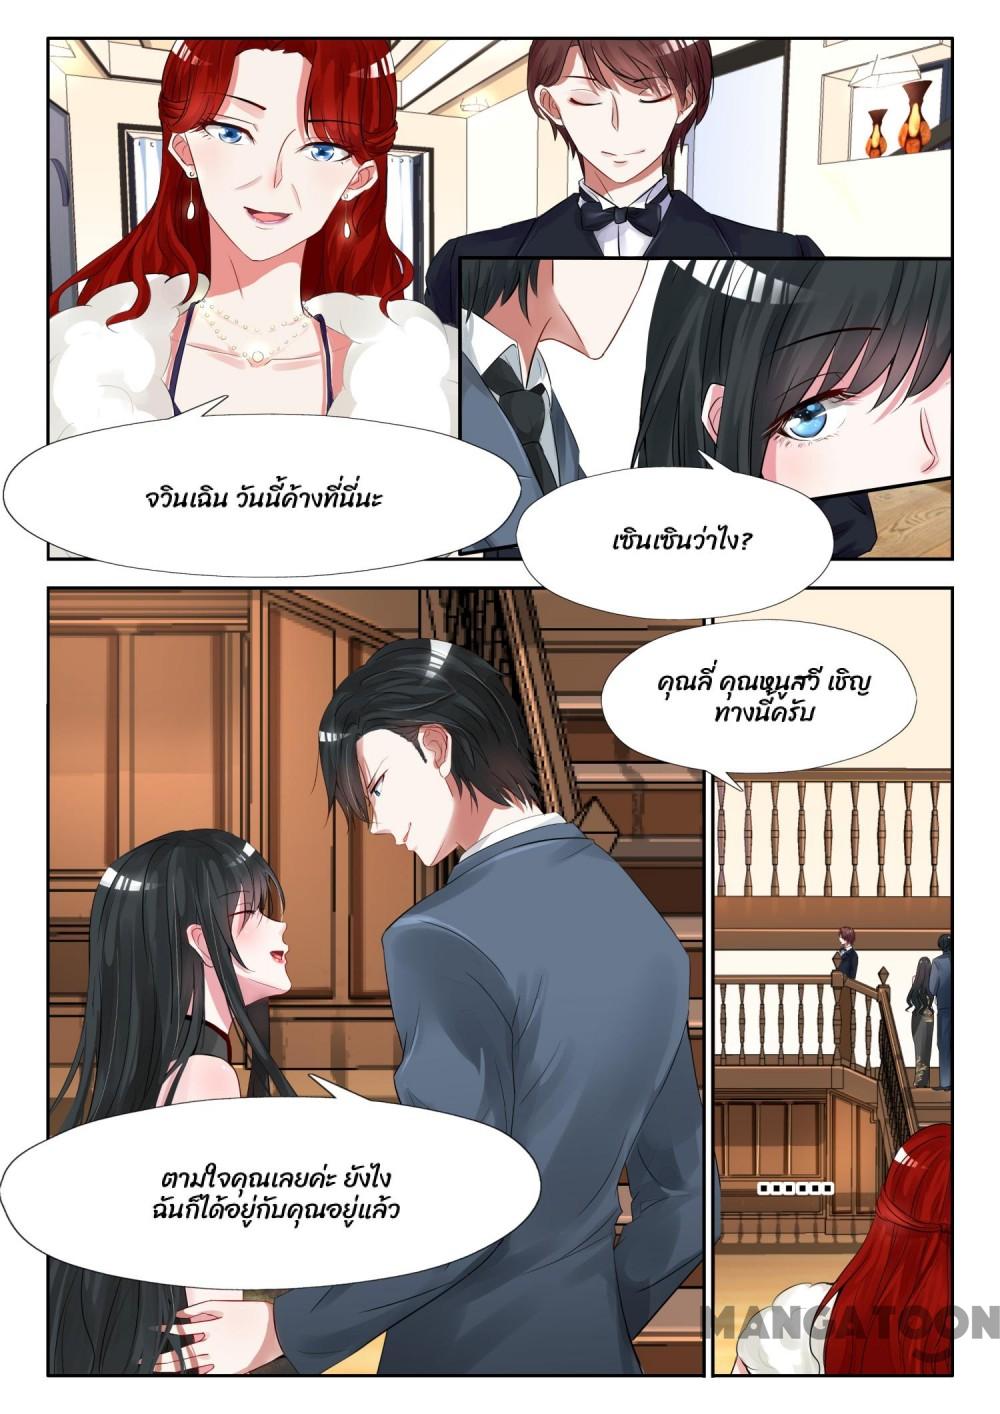 จวินเฉิน วันนี้ค้างที่นี่นะ
เซินเซินว่าไง?
คุณลี่ คุณหนูสวี เชิญ
ทางนี้ครับ
ตามใจคุณเลยค่ะ ยังไง
ฉันก็ได้อยู่กับคุณอยู่แล้ว
......
MANGATOON